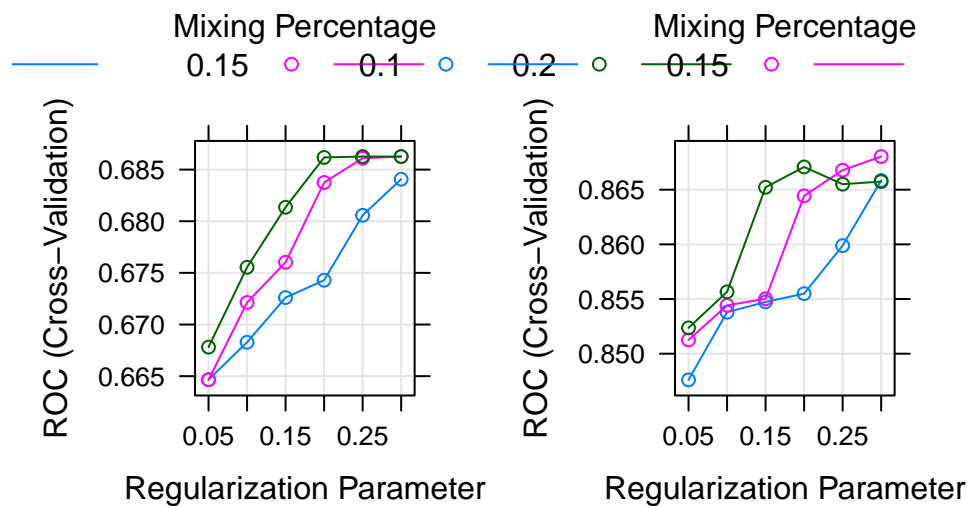 Mixing Percentage Mixing Percentage
0.15 0.1 0.2 0.15
ROC (Cross−Validation)
0.685
0.680
0.675
0.670
0.665
0.05 0.15 0.25
Regularization Parameter
ROC (Cross−Validation)
0.865
0.860
0.855
0.850
0.05 0.15 0.25
Regularization Parameter